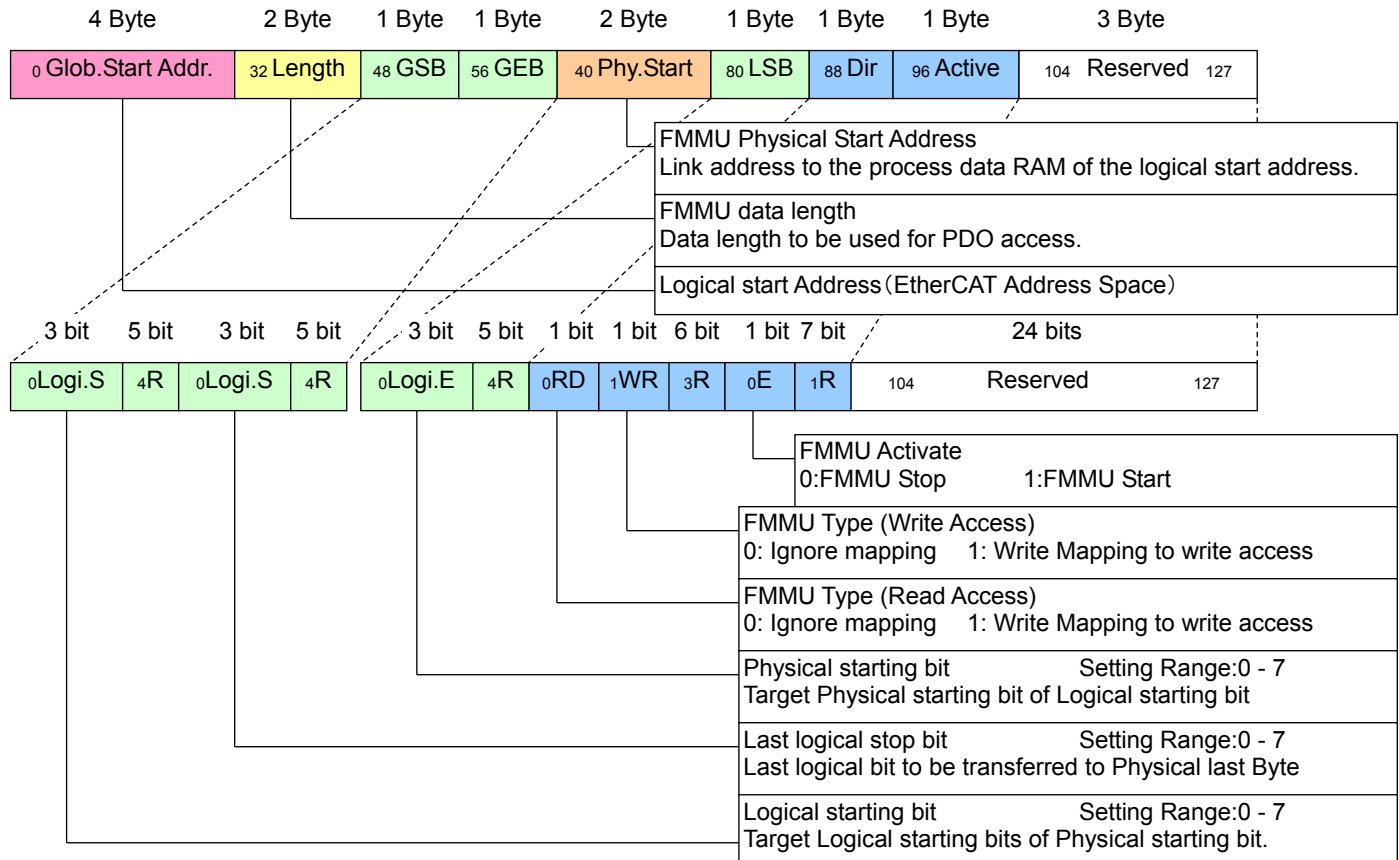 4 Byte 2 Byte 1 Byte 1 Byte 2 Byte 1 Byte 1 Byte 1 Byte 3 Byte
0 Glob.Start Addr. 32 Length 48 GSB 56 GEB 40 Phy.Start 80 LSB 88 Dir 96 Active 104 Reserved 127
FMMU Physical Start Address
Link address to the process data RAM of the logical start address.
FMMU data length
Data length to be used for PDO access.
Logical start Address（EtherCAT Address Space）
3 bit 5 bit 3 bit 5 bit 3 bit 5 bit 1 bit 1 bit 6 bit 1 bit 7 bit 24 bits
0Logi.S 4R 0Logi.S 4R 0Logi.E 4R 0RD 1WR 3R 0E 1R 104 Reserved 127
FMMU Activate
0:FMMU Stop 1:FMMU Start
FMMU Type (Write Access)
0: Ignore mapping 1: Write Mapping to write access
FMMU Type (Read Access)
0: Ignore mapping 1: Write Mapping to write access
Physical starting bit Setting Range:0 - 7
Target Physical starting bit of Logical starting bit
Last logical stop bit Setting Range:0 - 7
Last logical bit to be transferred to Physical last Byte
Logical starting bit Setting Range:0 - 7
Target Logical starting bits of Physical starting bit.